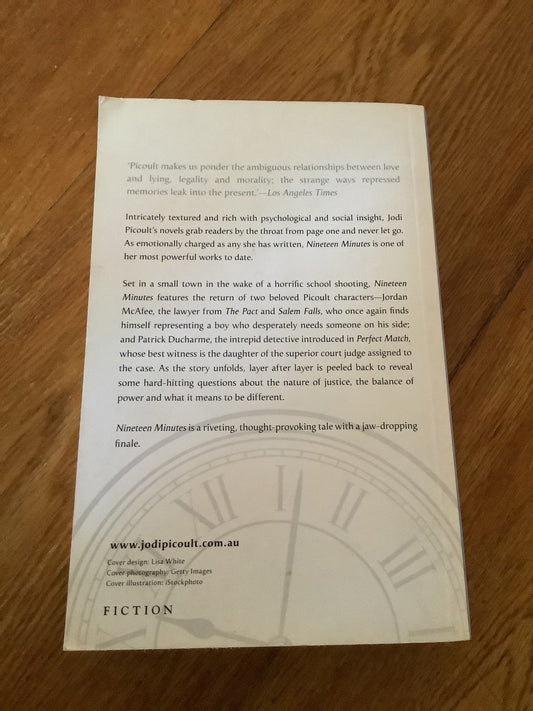 'Picoult makes us ponder the ambiguous relationships between love
and lying, legality and morality; the strange ways repressed
memories leak into the present.'—Los Angeles Times
Intricately textured and rich with psychological and social insight, Jodi
Picoult's novels grab readers by the throat from page one and never let go.
As emotionally charged as any she has written, Nineteen Minutes is one of
her most powerful works to date.
Set in a small town in the wake of a horrific school shooting, Nineteen
Minutes features the return of two beloved Picoult characters—Jordan
McAfee, the lawyer from The Pact and Salem Falls, who once again finds
himself representing a boy who desperately needs someone on his side;
and Patrick Ducharme, the intrepid detective introduced in Perfect Match,
whose best witness is the daughter of the superior court judge assigned to
the case. As the story unfolds, layer after layer is peeled back to reveal
some hard-hitting questions about the nature of justice, the balance of
power and what it means to be different.
Nineteen Minutes is a riveting, thought-provoking tale with a jaw-dropping
finale.
www.jodipicoult.com.au
Cover design: Lisa White
Cover photography: Getty Images
Cover illustration: iStockphoto
FICTION